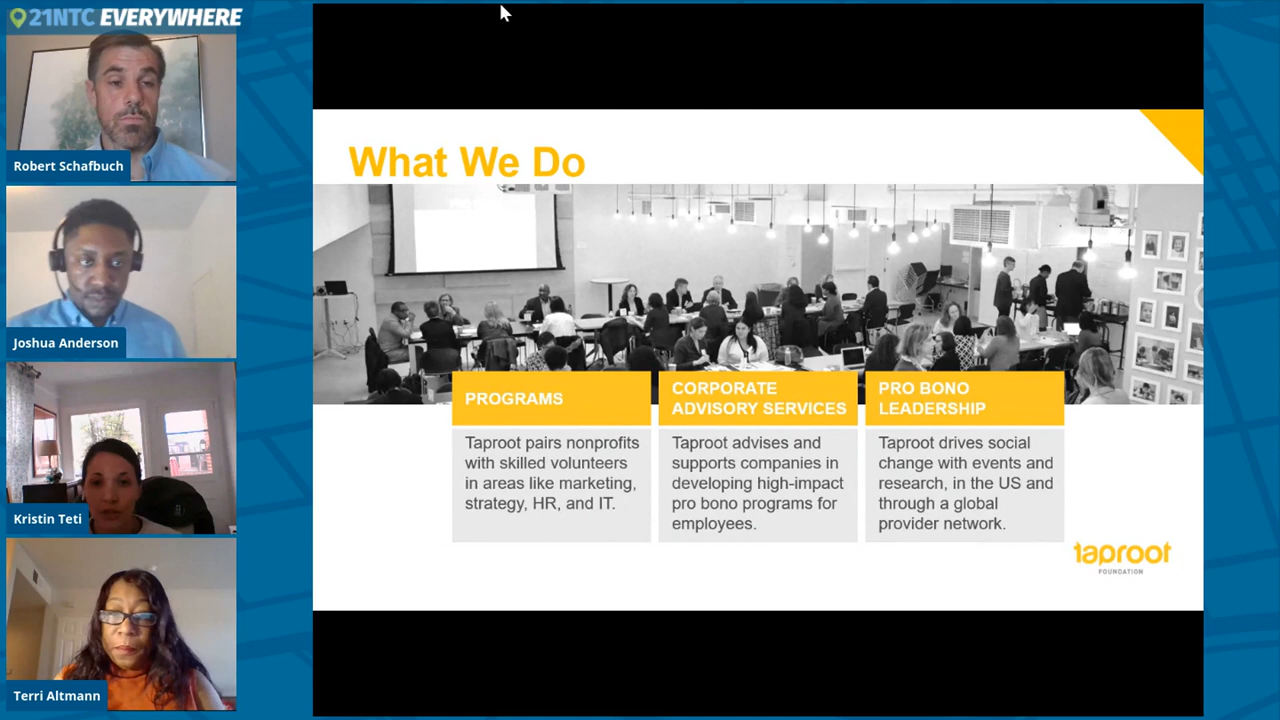 21NTC EVERYWHERE
Robert Schafbuch
Joshua Anderson
Kristin Teti
Terri Altmann
What We Do
PROGRAMS
Taproot pairs nonprofits
with skilled volunteers
in areas like marketing,
strategy, HR, and IT.
CORPORATE
ADVISORY SERVICES
Taproot advises and
supports companies in
developing high-impact
pro bono programs for
employees.
PRO BONO
LEADERSHIP
Taproot drives social
change with events and
research, in the US and
through a global
provider network.
taproot
FOUNDATION